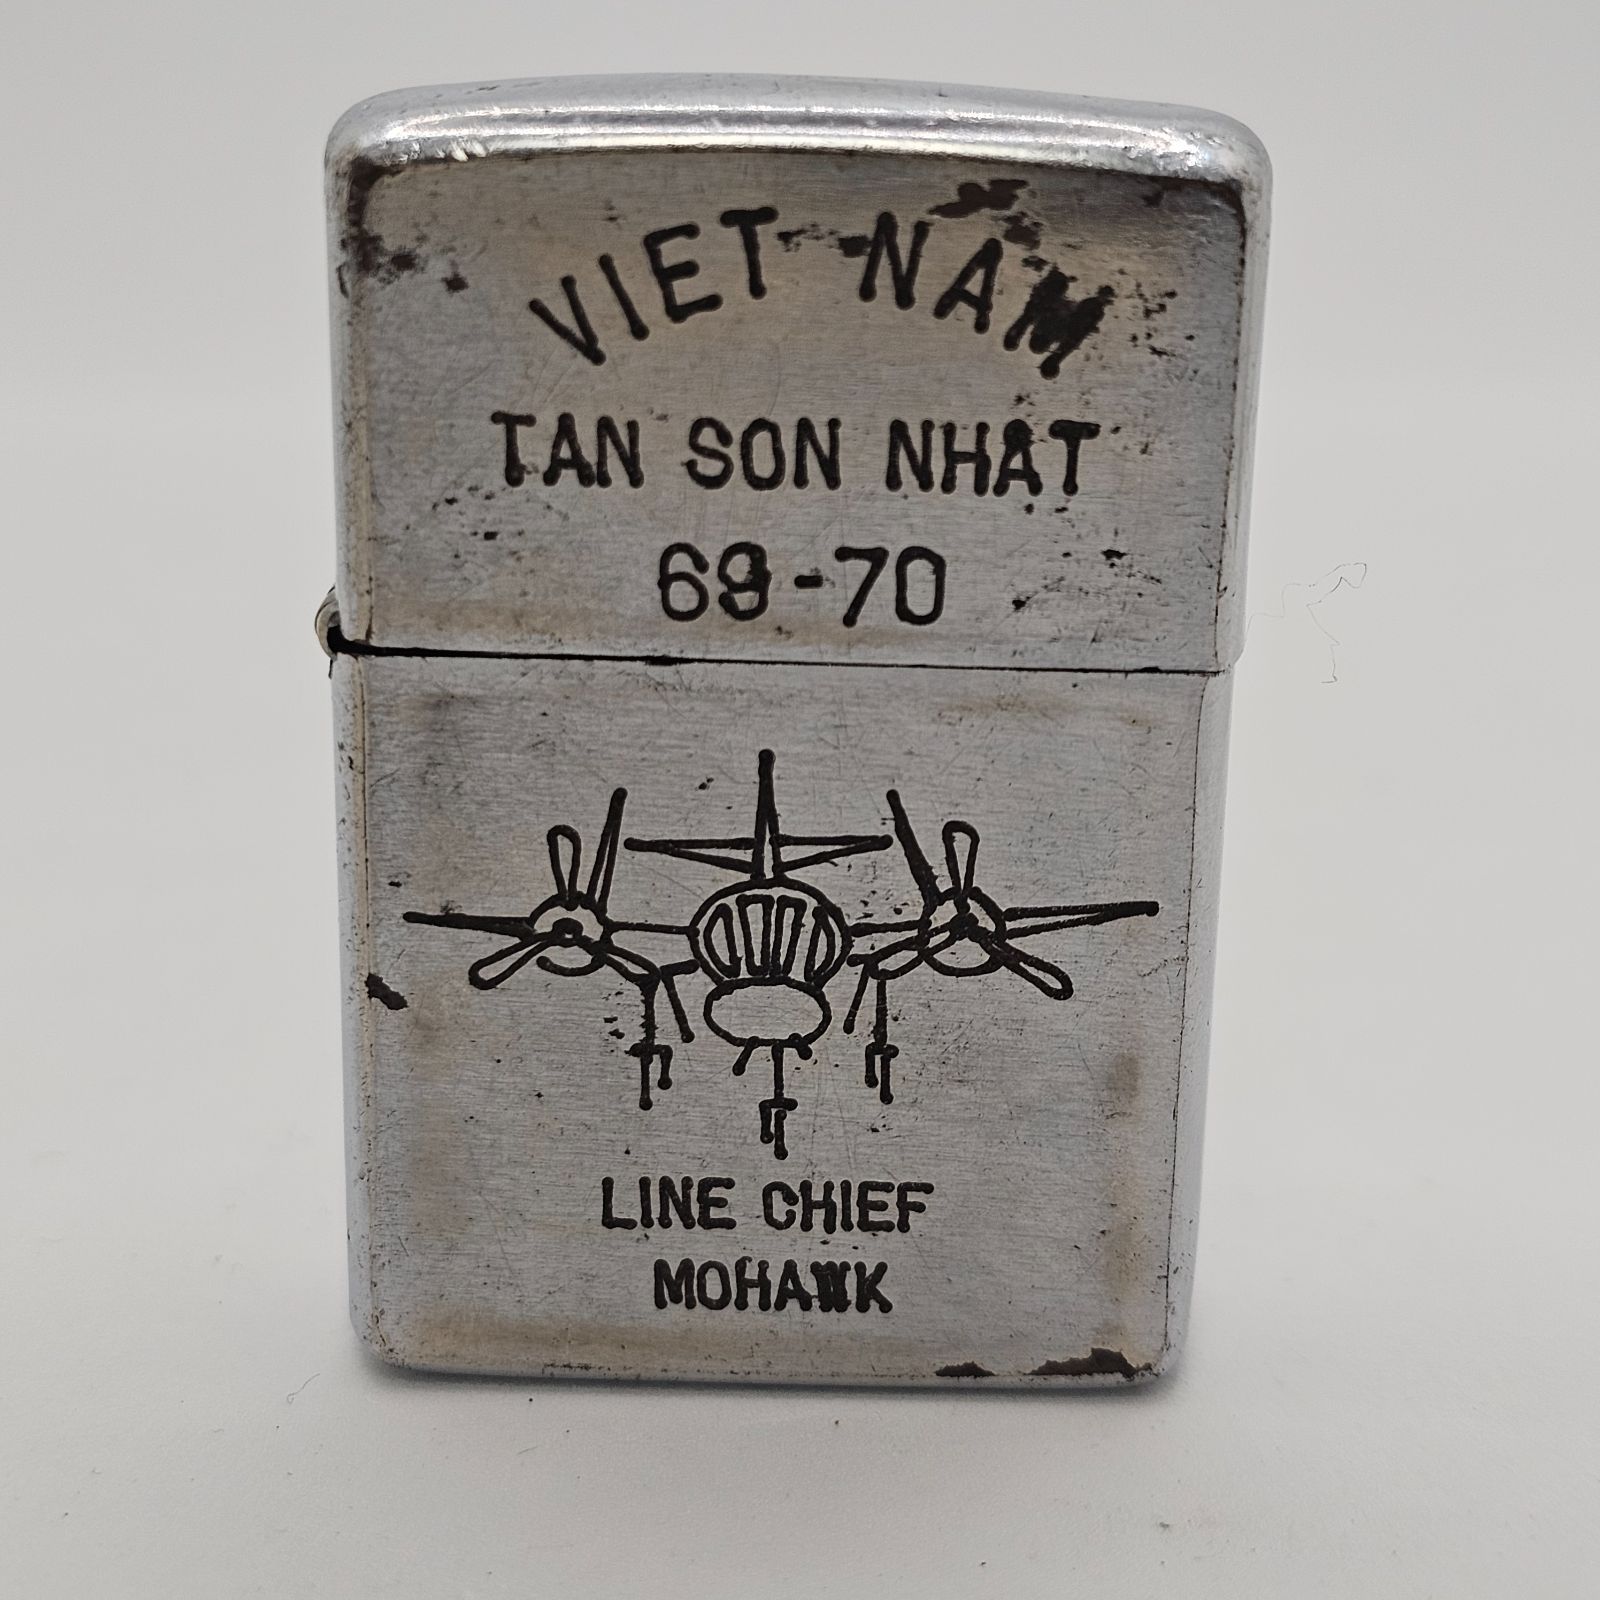 VIET-NAM
TAN SON NHAT
69-70
LINE CHIEF
MOHAWK